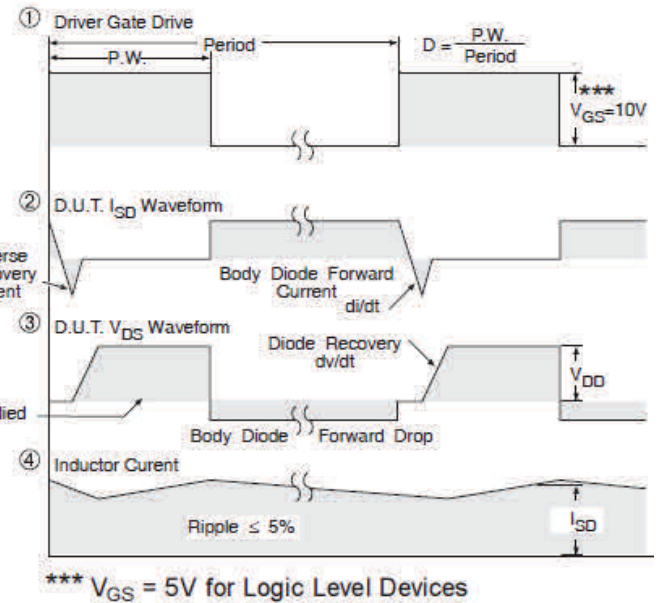 ① Driver Gate Drive
Period
P.W.
D = P.W. / Period
***
VGS=10V
② D.U.T. ISD Waveform
Body Diode Forward
Current
di/dt
③ D.U.T. VDS Waveform
Diode Recovery
dv/dt
VDD
Body Diode Forward Drop
④ Inductor Curent
Ripple ≤ 5%
ISD
*** VGS = 5V for Logic Level Devices